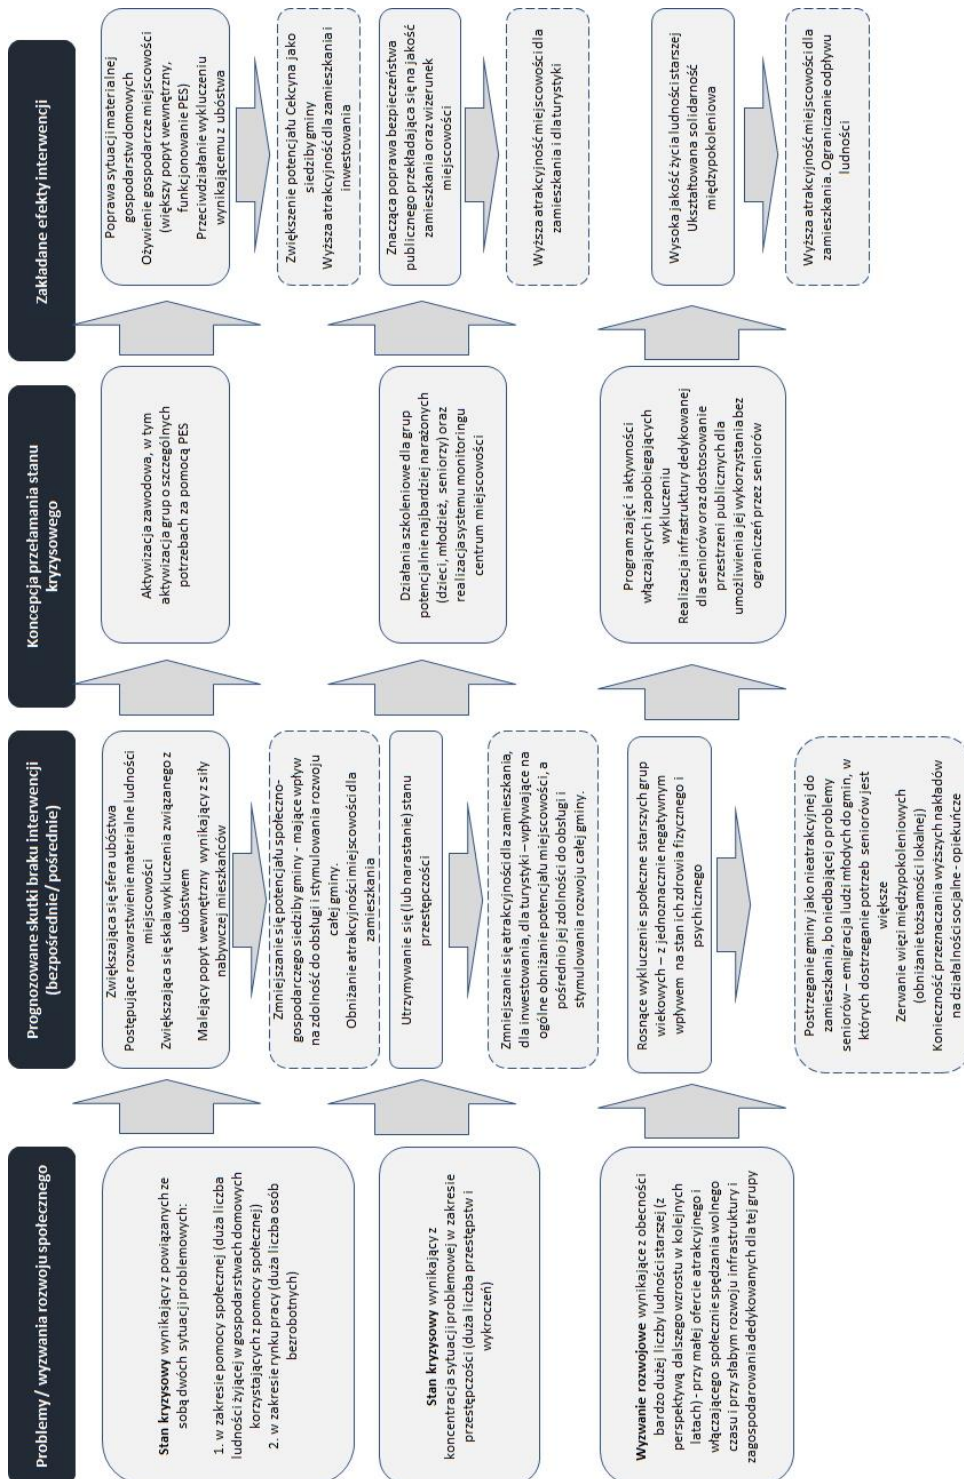 Problemy / wyzwania rozwoju społecznego
Prognozowane skutki braku interwencji
(bezpośrednie / pośrednie)
Koncepcja przełamania stanu
kryzysowego
Zakładane efekty interwencji
Stan kryzysowy wynikający z powiązanych ze
sobą dwóch sytuacji problemowych:
1. w zakresie pomocy społecznej (duża liczba
ludności żyjącej w gospodarstwach domowych
korzystających z pomocy społecznej)
2. w zakresie rynku pracy (duża liczba osób
bezrobotnych)
Zwiększająca się sfera ubóstwa
Postępujące rozwarstwienie materialne ludności
miejscowości
Zwiększająca się skala wykluczenia związanego z
ubóstwem
Malejący popyt wewnętrzny wynikający z siły
nabywczej mieszkańców
Zmniejszanie się potencjału społeczno-
gospodarczego siedziby gminy - mające wpływ
na zdolność do obsługi i stymulowania rozwoju
całej gminy.
Obniżanie atrakcyjności miejscowości dla
zamieszkania
Aktywizacja zawodowa, w tym
aktywizacja grup o szczególnych
potrzebach za pomocą PES
Poprawa sytuacji materialnej
gospodarstw domowych
Ożywienie gospodarcze miejscowości
(większy popyt wewnętrzny,
funkcjonowanie PES)
Przeciwdziałanie wykluczeniu
wynikającemu z ubóstwa
Zwiększenie potencjału Cekcyna jako
siedziby gminy
Wyższa atrakcyjność dla zamieszkania i
inwestowania
Stan kryzysowy wynikający z
koncentracja sytuacji problemowej w zakresie
przestępczości (duża liczba przestępstw i
wykroczeń)
Utrzymywanie się (lub narastanie) stanu
przestępczości
Zmniejszanie się atrakcyjności dla zamieszkania,
dla inwestowania, dla turystyki – wpływające na
ogólne obniżanie potencjału miejscowości, a
pośrednio jej zdolności do obsługi i
stymulowania rozwoju całej gminy.
Działania szkoleniowe dla grup
potencjalnie najbardziej narażonych
(dzieci, młodzież, seniorzy) oraz
realizacja systemu monitoringu
centrum miejscowości
Znacząca poprawa bezpieczeństwa
publicznego przekładająca się na jakość
zamieszkania oraz wizerunek
miejscowości
Wyższa atrakcyjność miejscowości dla
zamieszkania i dla turystyki
Wyzwanie rozwojowe wynikające z obecności
bardzo dużej liczby ludności starszej (z
perspektywą dalszego wzrostu w kolejnych
latach) - przy małej ofercie atrakcyjnego i
włączającego społecznie spędzania wolnego
czasu i przy słabym rozwoju infrastruktury i
zagospodarowania dedykowanych dla tej grupy
Rosnące wykluczenie społeczne starszych grup
wiekowych – z jednoznacznie negatywnym
wpływem na stan ich zdrowia fizycznego i
psychicznego
Postrzeganie gminy jako nieatrakcyjnej do
zamieszkania, bo niedbającej o problemy
seniorów – emigracja ludzi młodych do gmin, w
których dostrzeganie potrzeb seniorów jest
większe
Zerwanie więzi międzypokoleniowych
(obniżanie tożsamości lokalnej)
Konieczność przeznaczania wyższych nakładów
na działalności socjalne - opiekuńcze
Program zajęć i aktywności
włączających i zapobiegających
wykluczeniu
Realizacja infrastruktury dedykowanej
dla seniorów oraz dostosowanie
przestrzeni publicznych dla
umożliwienia jej wykorzystania bez
ograniczeń przez seniorów
Wysoka jakość życia ludności starszej
Ukształtowana solidarność
międzypokoleniowa
Wyższa atrakcyjność miejscowości dla
zamieszkania. Ograniczanie odpływu
ludności